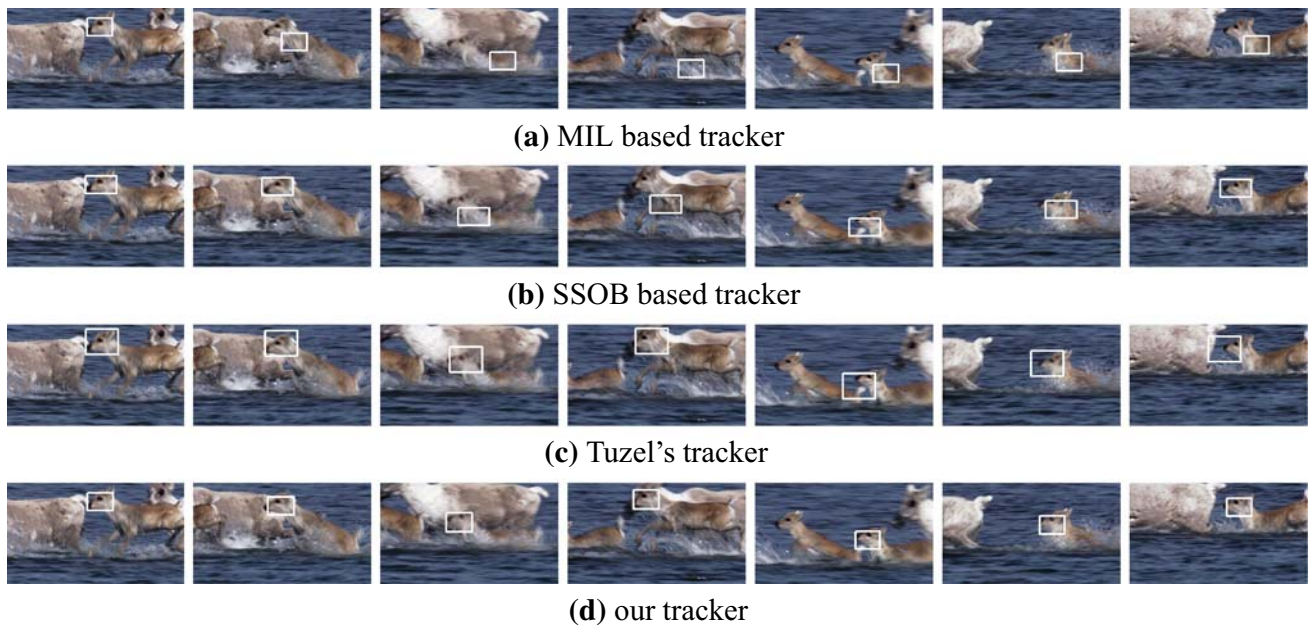 (a) MIL based tracker
(b) SSOB based tracker
(c) Tuzel’s tracker
(d) our tracker